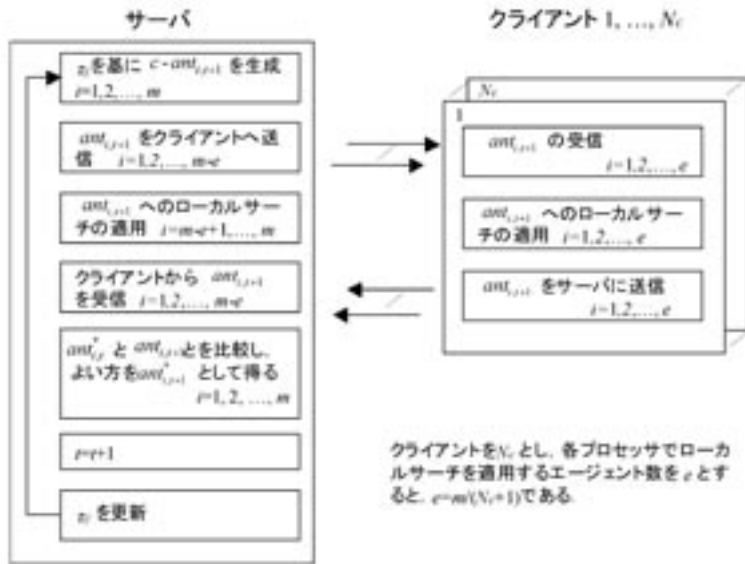 サーバ
クライアント 1, …, Nc
を基に c-ant i,t+1 を生成
i=1,2,…, m
ant i,t+1 をクライアントへ送
信 i=1,2,…, m-e
ant i,t+1 へのローカルサー
チの適用 i=m-e+1,…, m
クライアントから ant i,t+1
を受信 i=1,2,…, m-e
ant* i,t と ant i,t+1 とを比較し,
よい方を ant* i,t+1 として得る
i=1, 2, …, m
t=t+1
を更新
Nc
1
ant i,t+1 の受信
i=1,2,…, e
ant i,t+1 へのローカルサー
チの適用 i=1,2,…, e
ant i,t+1 をサーバに送信
i=1,2,…, e
クライアントを Nc とし, 各プロセッサでローカ
ルサーチを適用するエージェント数を e とす
ると, e=m/(Nc+1)である.